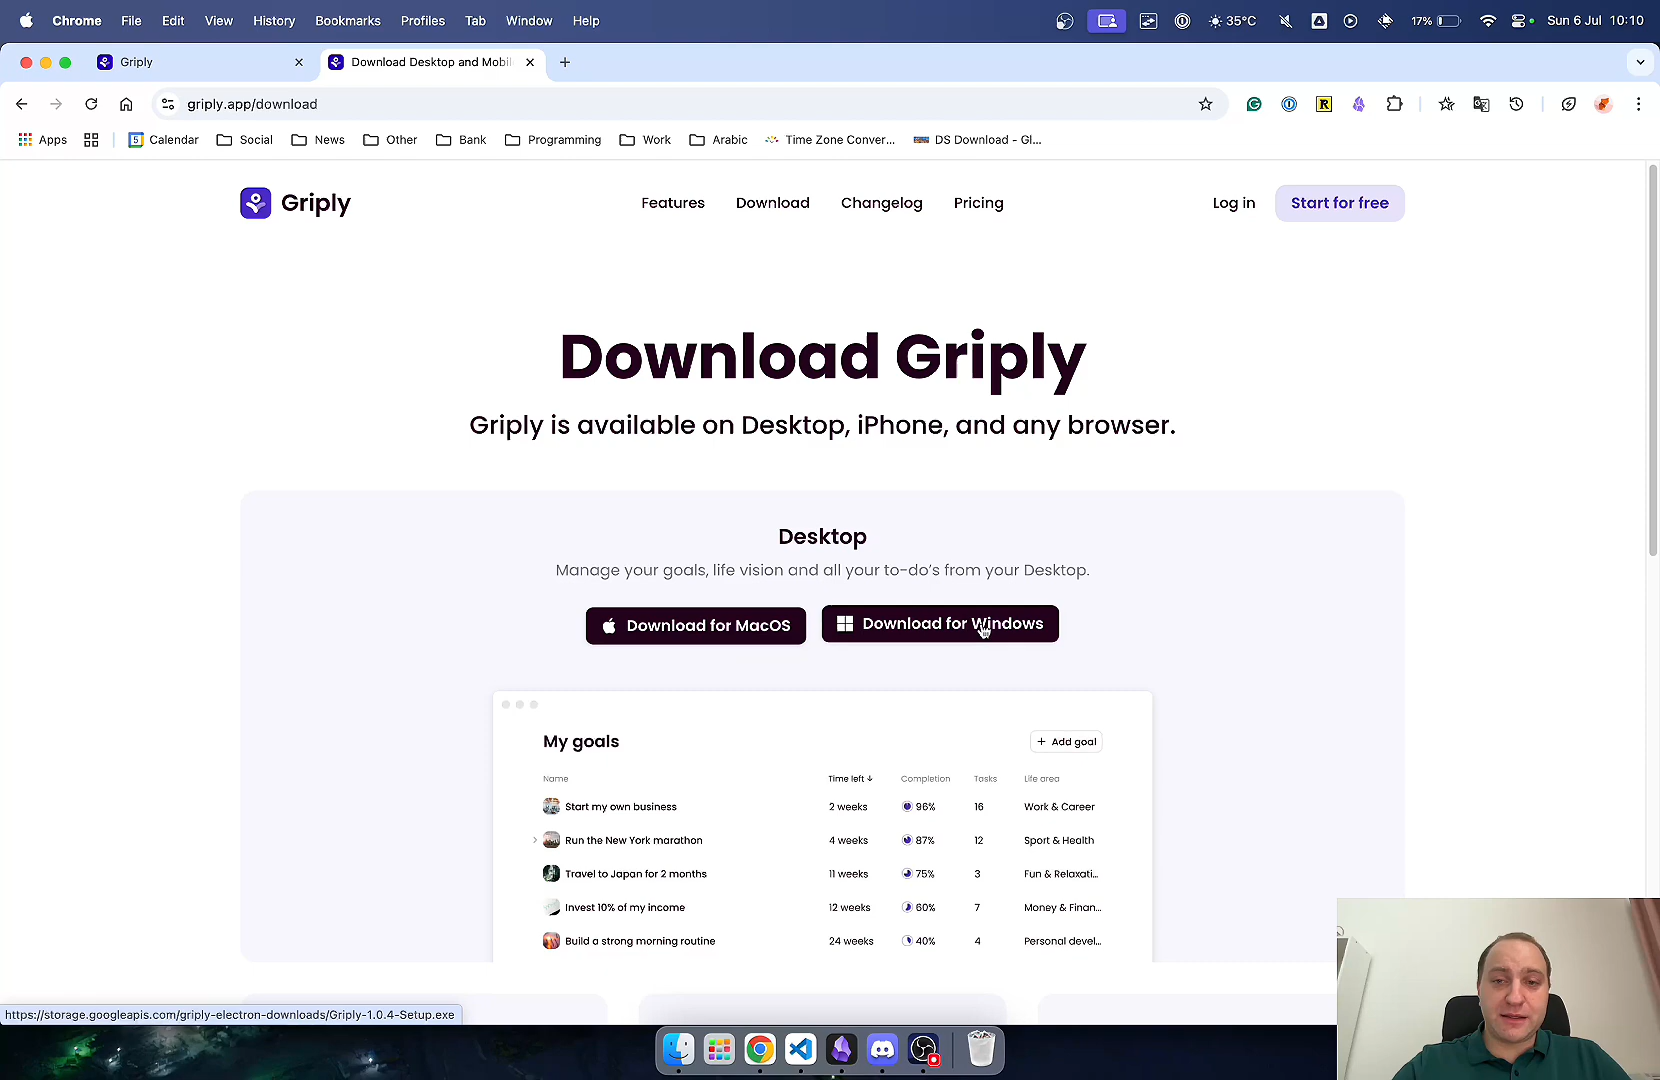 Chrome File Edit View History Bookmarks Profiles Tab Window Help 35°C 17% Sun 6 Jul 10:10
Griply
Download Desktop and Mobil
griply.app/download
Apps 5 Calendar Social News Other Bank Programming Work Arabic Time Zone Conver... DS Download - Gl...
Griply
Features Download Changelog Pricing Log in Start for free
Download Griply
Griply is available on Desktop, iPhone, and any browser.
Desktop
Manage your goals, life vision and all your to-do’s from your Desktop.
Download for MacOS Download for Windows
My goals
+ Add goal
Name Time left ↓ Completion Tasks Life area
Start my own business 2 weeks 96% 16 Work & Career
Run the New York marathon 4 weeks 87% 12 Sport & Health
Travel to Japan for 2 months 11 weeks 75% 3 Fun & Relaxati...
Invest 10% of my income 12 weeks 60% 7 Money & Finan...
Build a strong morning routine 24 weeks 40% 4 Personal devel...
https://storage.googleapis.com/griply-electron-downloads/Griply-1.0.4-Setup.exe